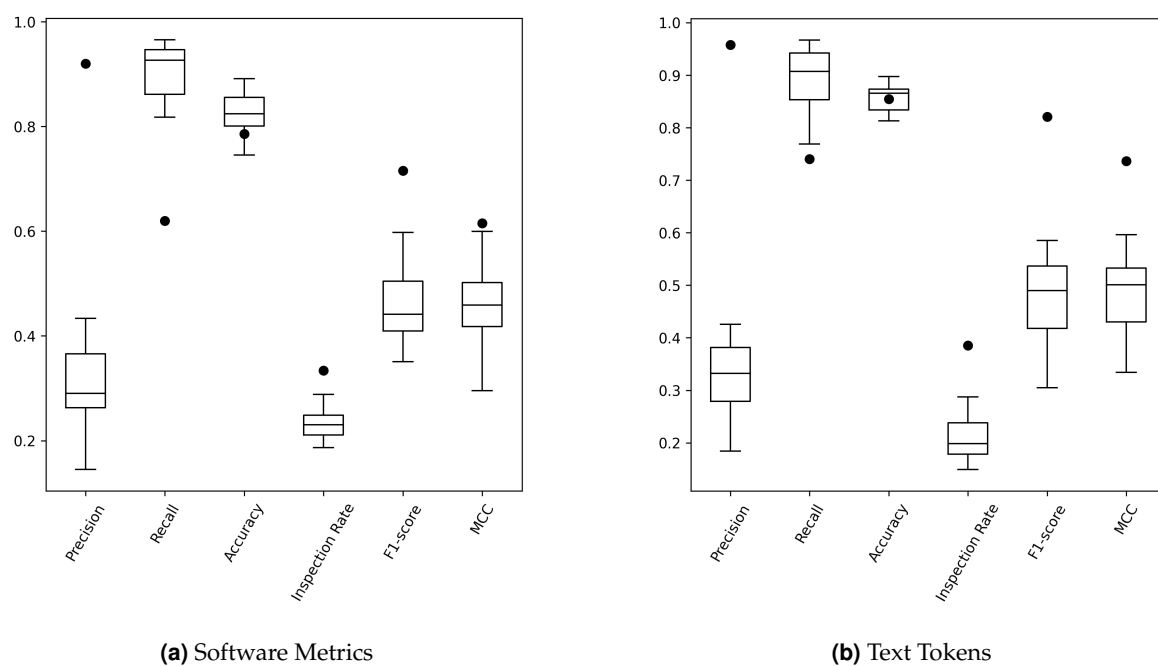 1.0
0.8
0.6
0.4
0.2
Precision
Recall
Accuracy
Inspection Rate
F1-score
MCC
(a) Software Metrics
1.0
0.9
0.8
0.7
0.6
0.5
0.4
0.3
0.2
Precision
Recall
Accuracy
Inspection Rate
F1-score
MCC
(b) Text Tokens